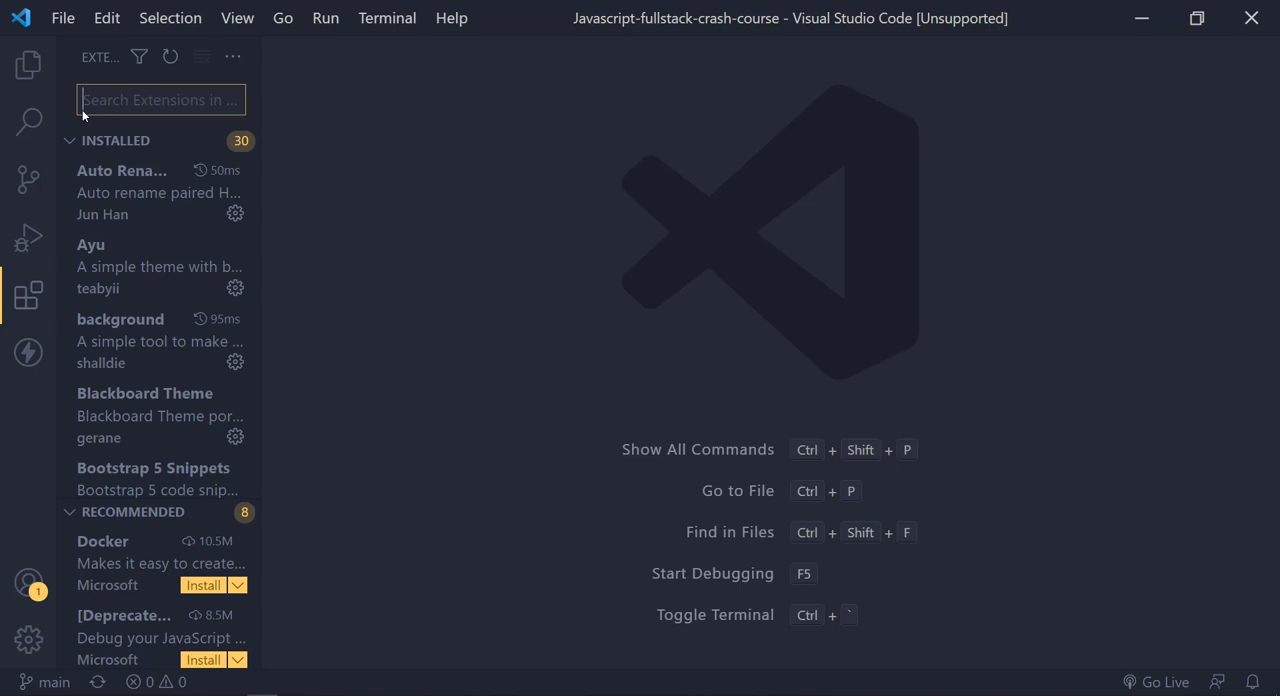 File Edit Selection View Go Run Terminal Help
Javascript-fullstack-crash-course - Visual Studio Code [Unsupported]
EXTE...
Search Extensions in ...
INSTALLED 30
Auto Rena... 50ms
Auto rename paired H...
Jun Han
Ayu
A simple theme with b...
teabyii
background 95ms
A simple tool to make ...
shalldie
Blackboard Theme
Blackboard Theme por...
gerane
Bootstrap 5 Snippets
Bootstrap 5 code snip...
RECOMMENDED 8
Docker 10.5M
Makes it easy to create...
Microsoft Install
[Deprecate... 8.5M
Debug your JavaScript ...
Microsoft Install
1
Show All Commands Ctrl + Shift + P
Go to File Ctrl + P
Find in Files Ctrl + Shift + F
Start Debugging F5
Toggle Terminal Ctrl + `
main 0 0 Go Live